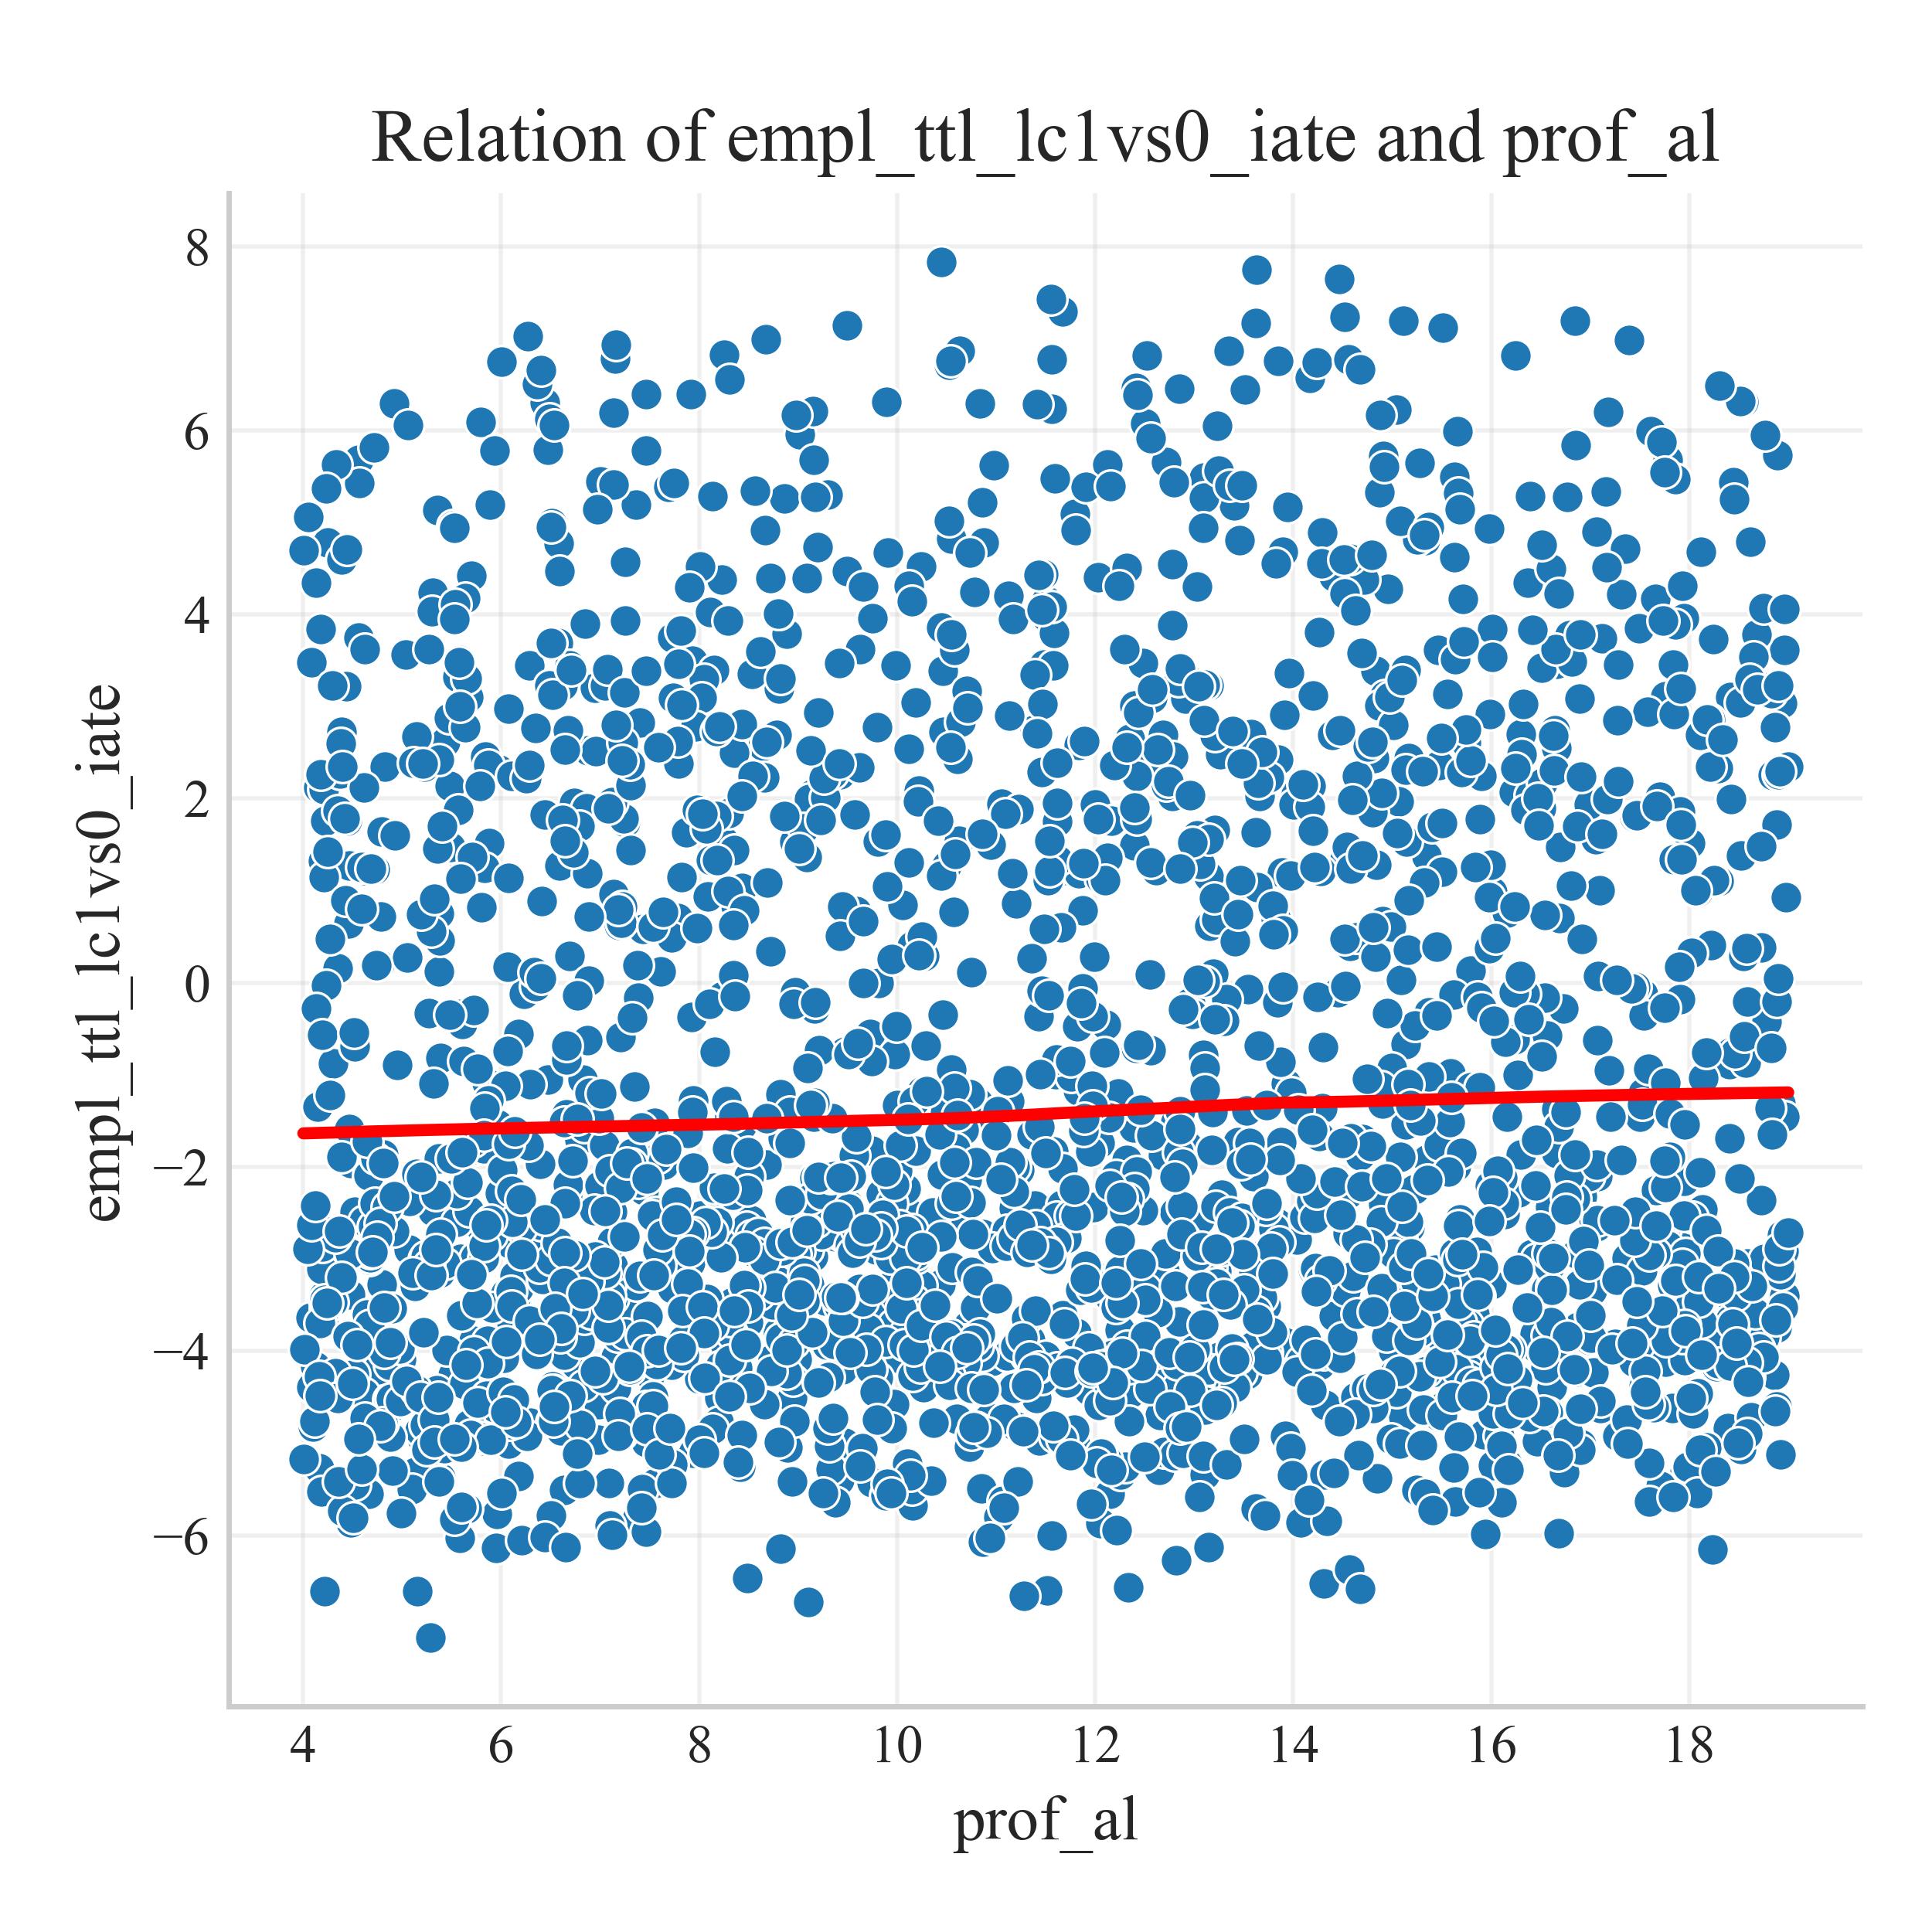 Relation of empl_ttl_lc1vs0_iate and prof_al
8
6
4
2
0
−2
−4
−6
empl_ttl_lc1vs0_iate
4 6 8 10 12 14 16 18
prof_al